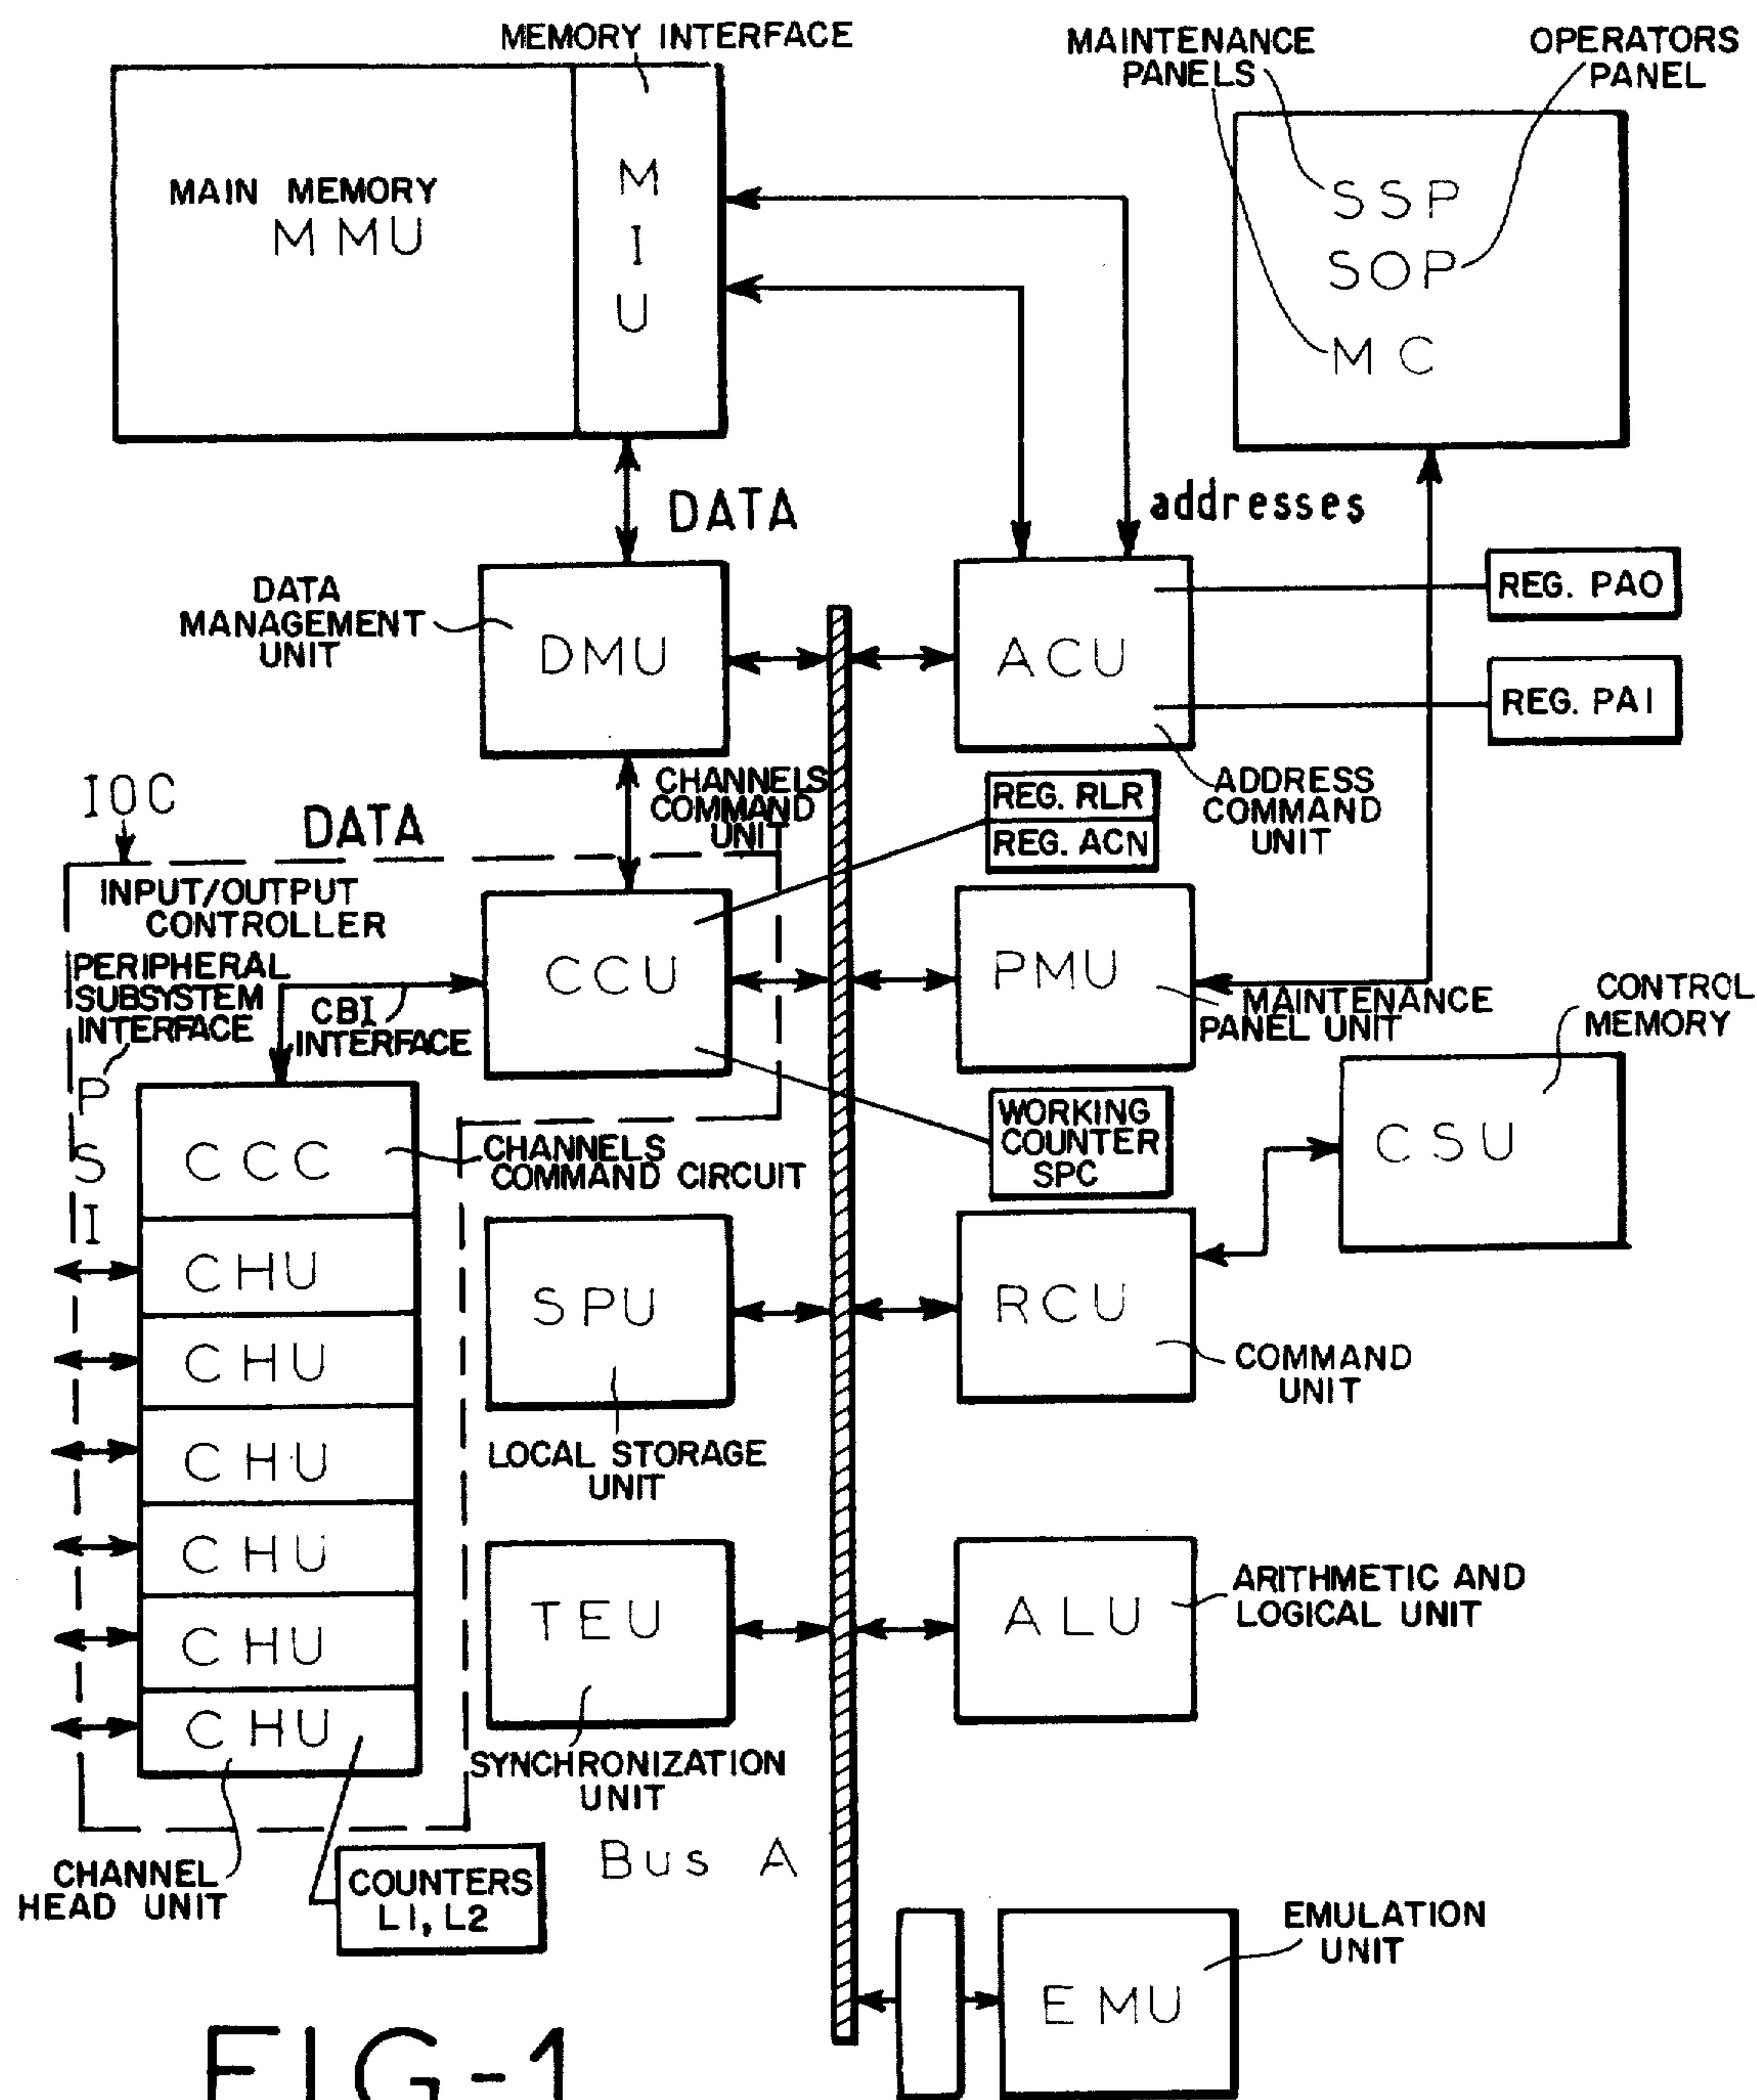 MEMORY INTERFACE
MAINTENANCE
PANELS
OPERATORS
PANEL
MAIN MEMORY
MMU
MIU
SSP
SOP
MC
DATA
addresses
DATA
MANAGEMENT
UNIT
DMU
ACU
REG. PAO
REG. PA1
ADDRESS
COMMAND
UNIT
IOC
DATA
CHANNELS
COMMAND
UNIT
REG. RLR
REG. ACN
INPUT/OUTPUT
CONTROLLER
PERIPHERAL
SUBSYSTEM
INTERFACE
PSI
CBI
INTERFACE
CCU
PMU
MAINTENANCE
PANEL UNIT
CONTROL
MEMORY
CSU
WORKING
COUNTER
SPC
CCC
CHANNELS
COMMAND CIRCUIT
CHU
CHU
CHU
CHU
CHU
CHU
SPU
LOCAL STORAGE
UNIT
RCU
COMMAND
UNIT
TEU
SYNCHRONIZATION
UNIT
ALU
ARITHMETIC AND
LOGICAL UNIT
CHANNEL
HEAD UNIT
COUNTERS
L1, L2
Bus A
EMULATION
UNIT
EMU
FIG-1